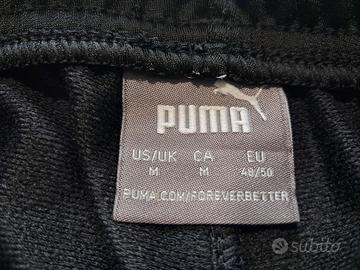 PUMA
US/UK CA EU
M M 48/50
PUMA.COM/FOREVERBETTER
subito